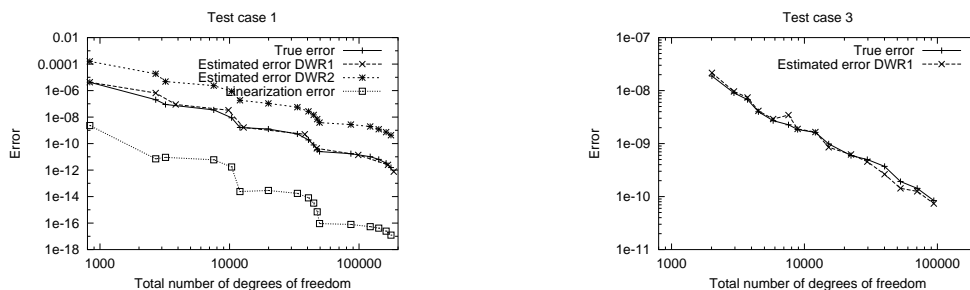 Test case 1
0.01
0.0001
1e-06
1e-08
1e-10
1e-12
1e-14
1e-16
1e-18
Error
True error
Estimated error DWR1
Estimated error DWR2
Linearization error
1000
10000
100000
Total number of degrees of freedom
Test case 3
1e-07
1e-08
1e-09
1e-10
1e-11
Error
True error
Estimated error DWR1
1000
10000
100000
Total number of degrees of freedom